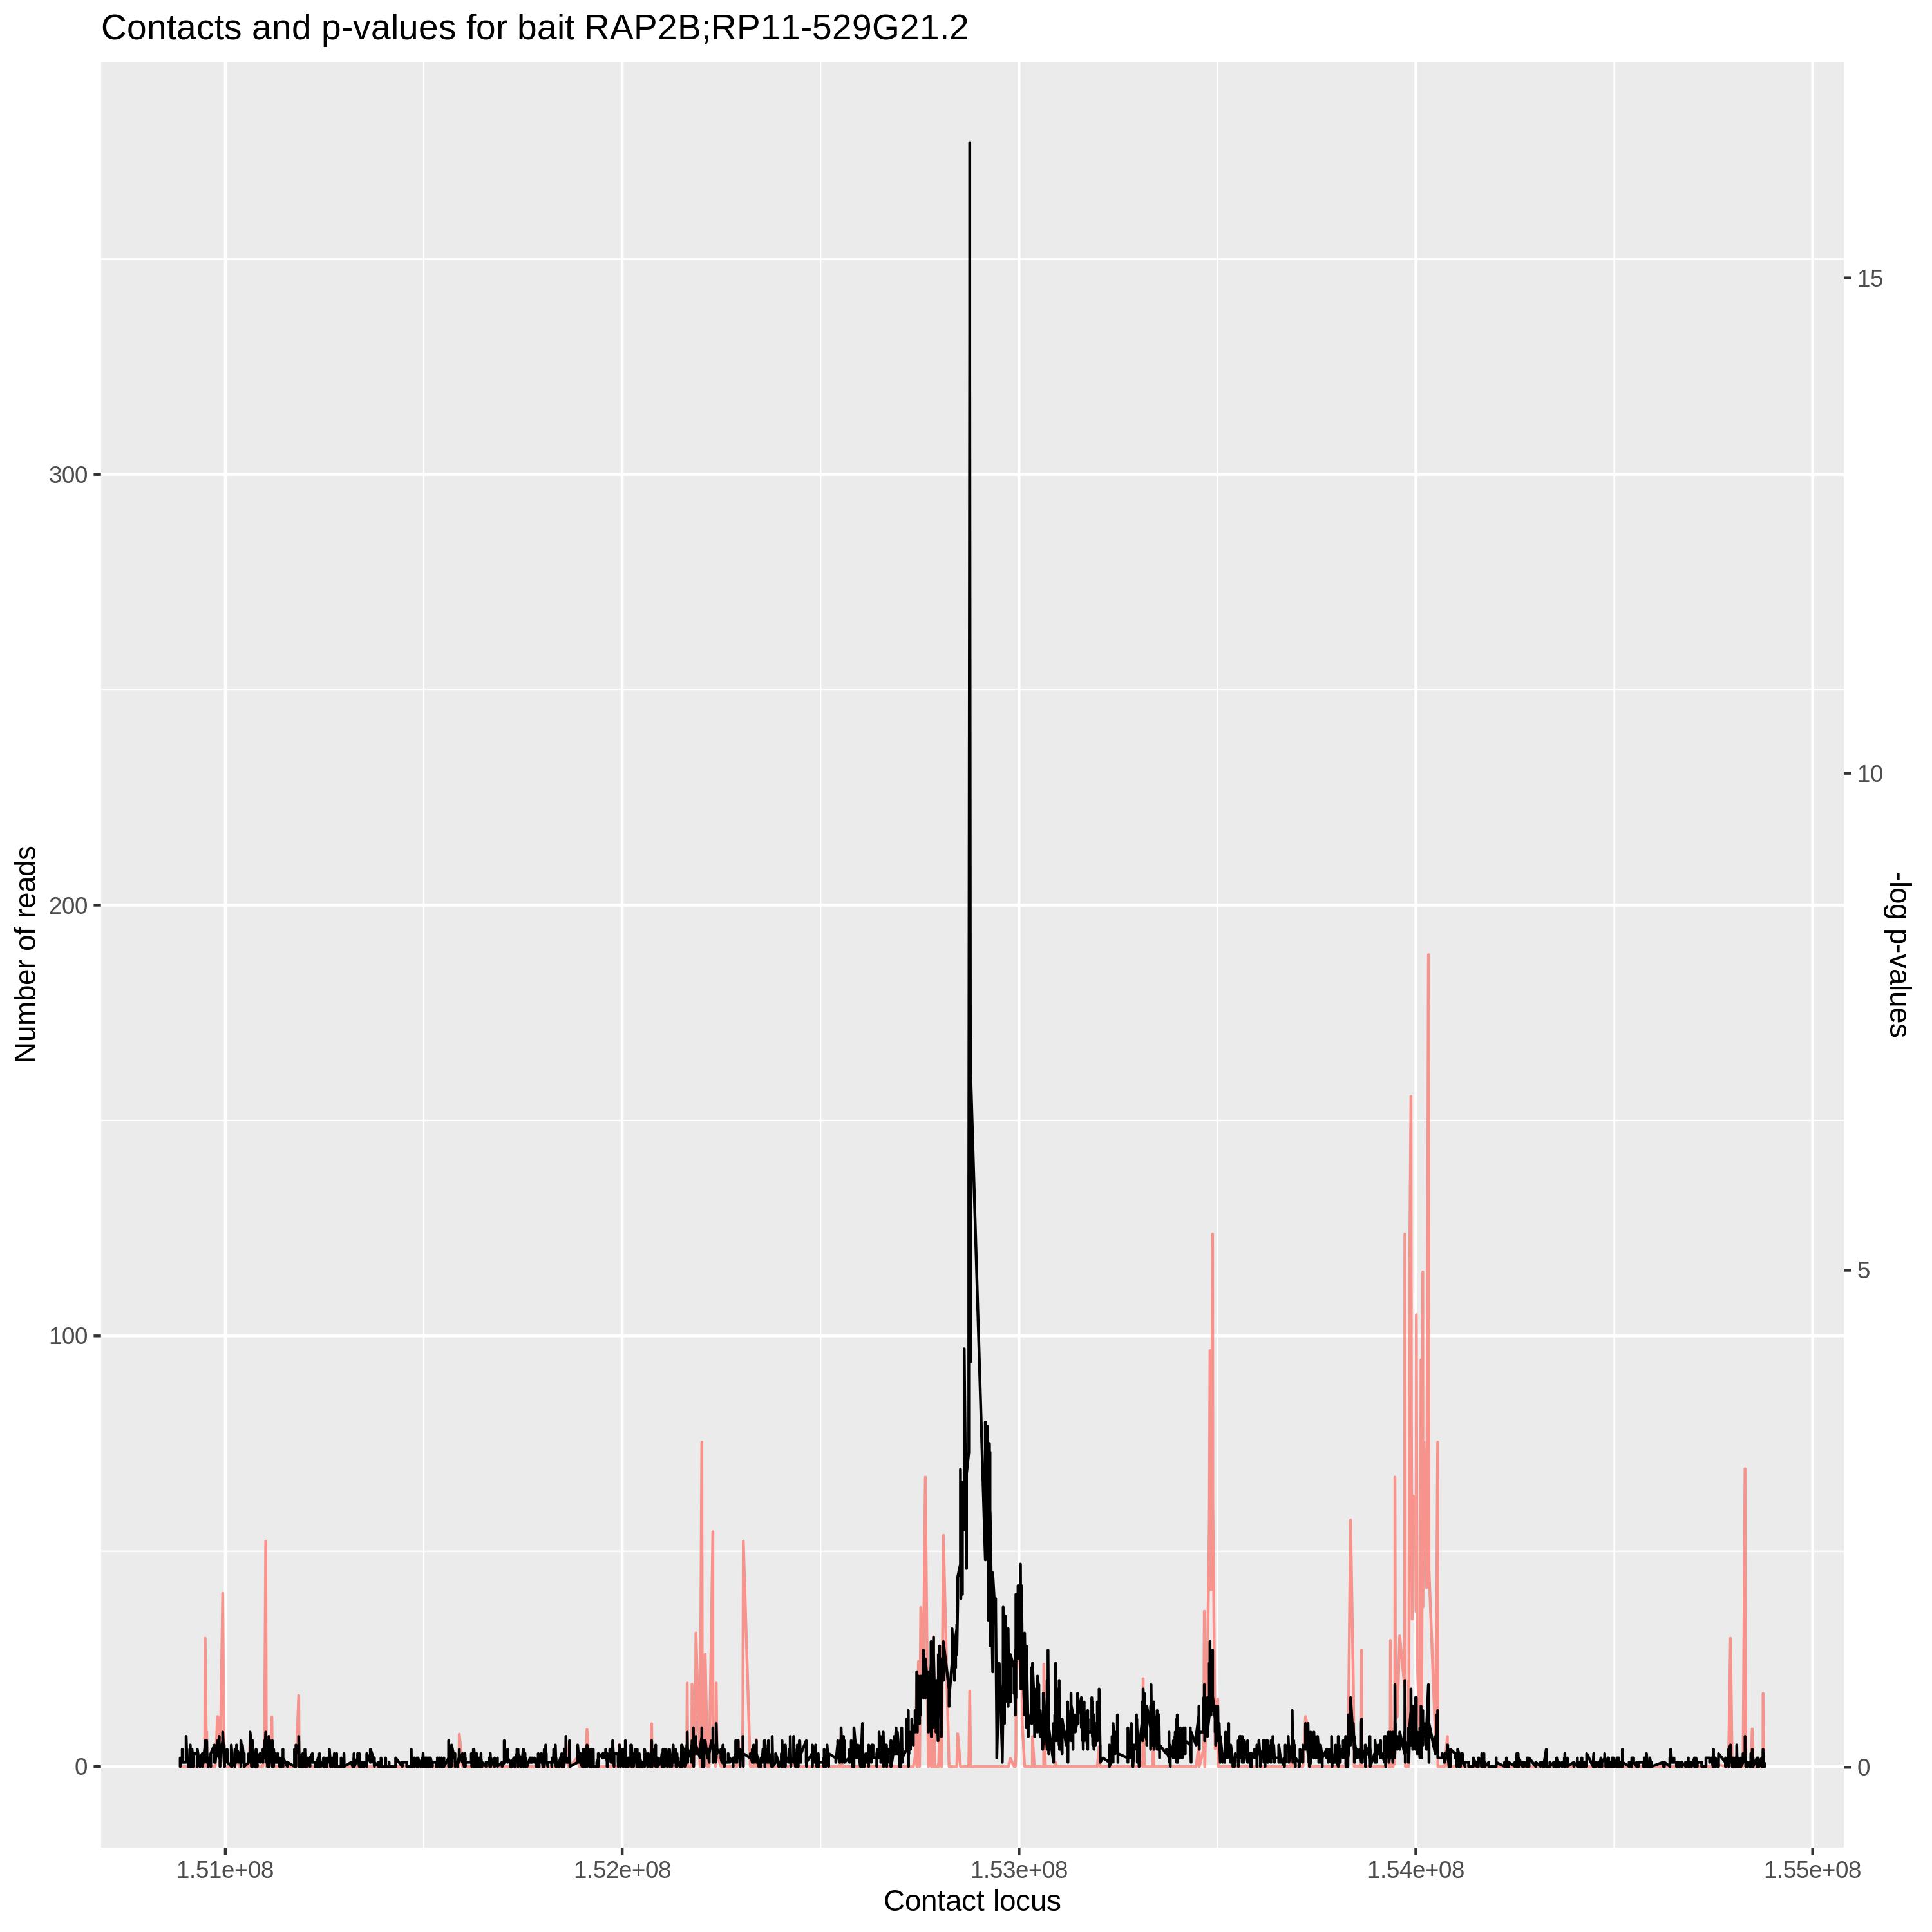 Contacts and p-values for bait RAP2B;RP11-529G21.2
300
200
100
0
Number of reads
15
10
5
0
-log p-values
1.51e+08
1.52e+08
1.53e+08
1.54e+08
1.55e+08
Contact locus